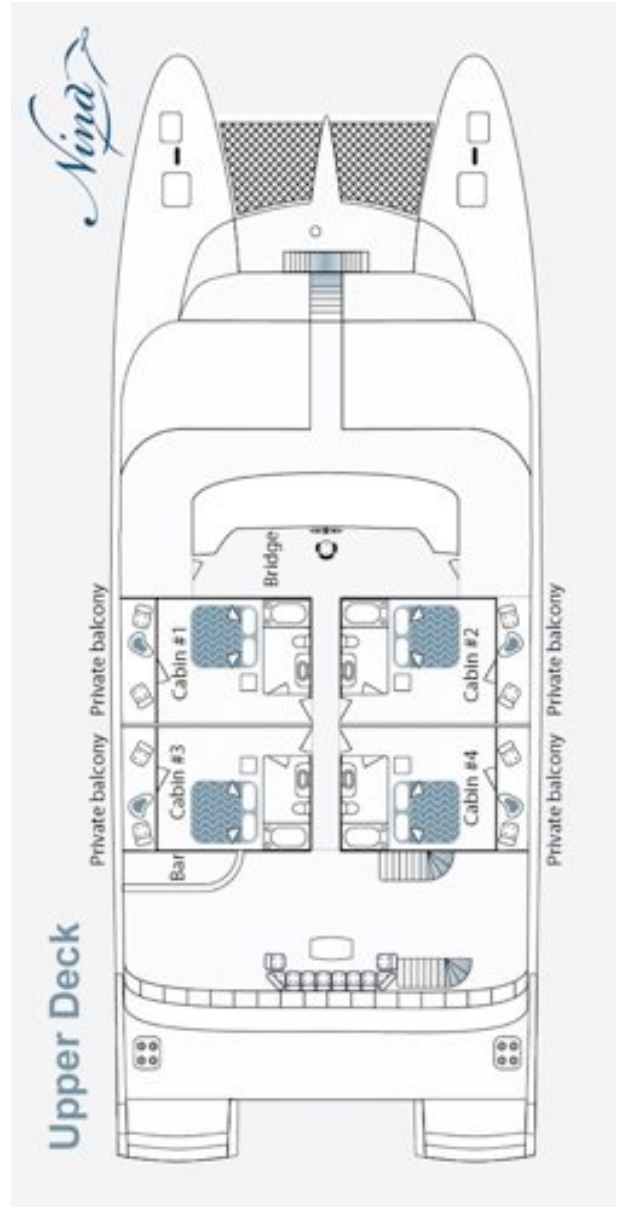 Nina
Upper Deck
Private balcony
Private balcony
Cabin #1
Cabin #3
Bar
Bridge
Cabin #2
Cabin #4
Private balcony
Private balcony